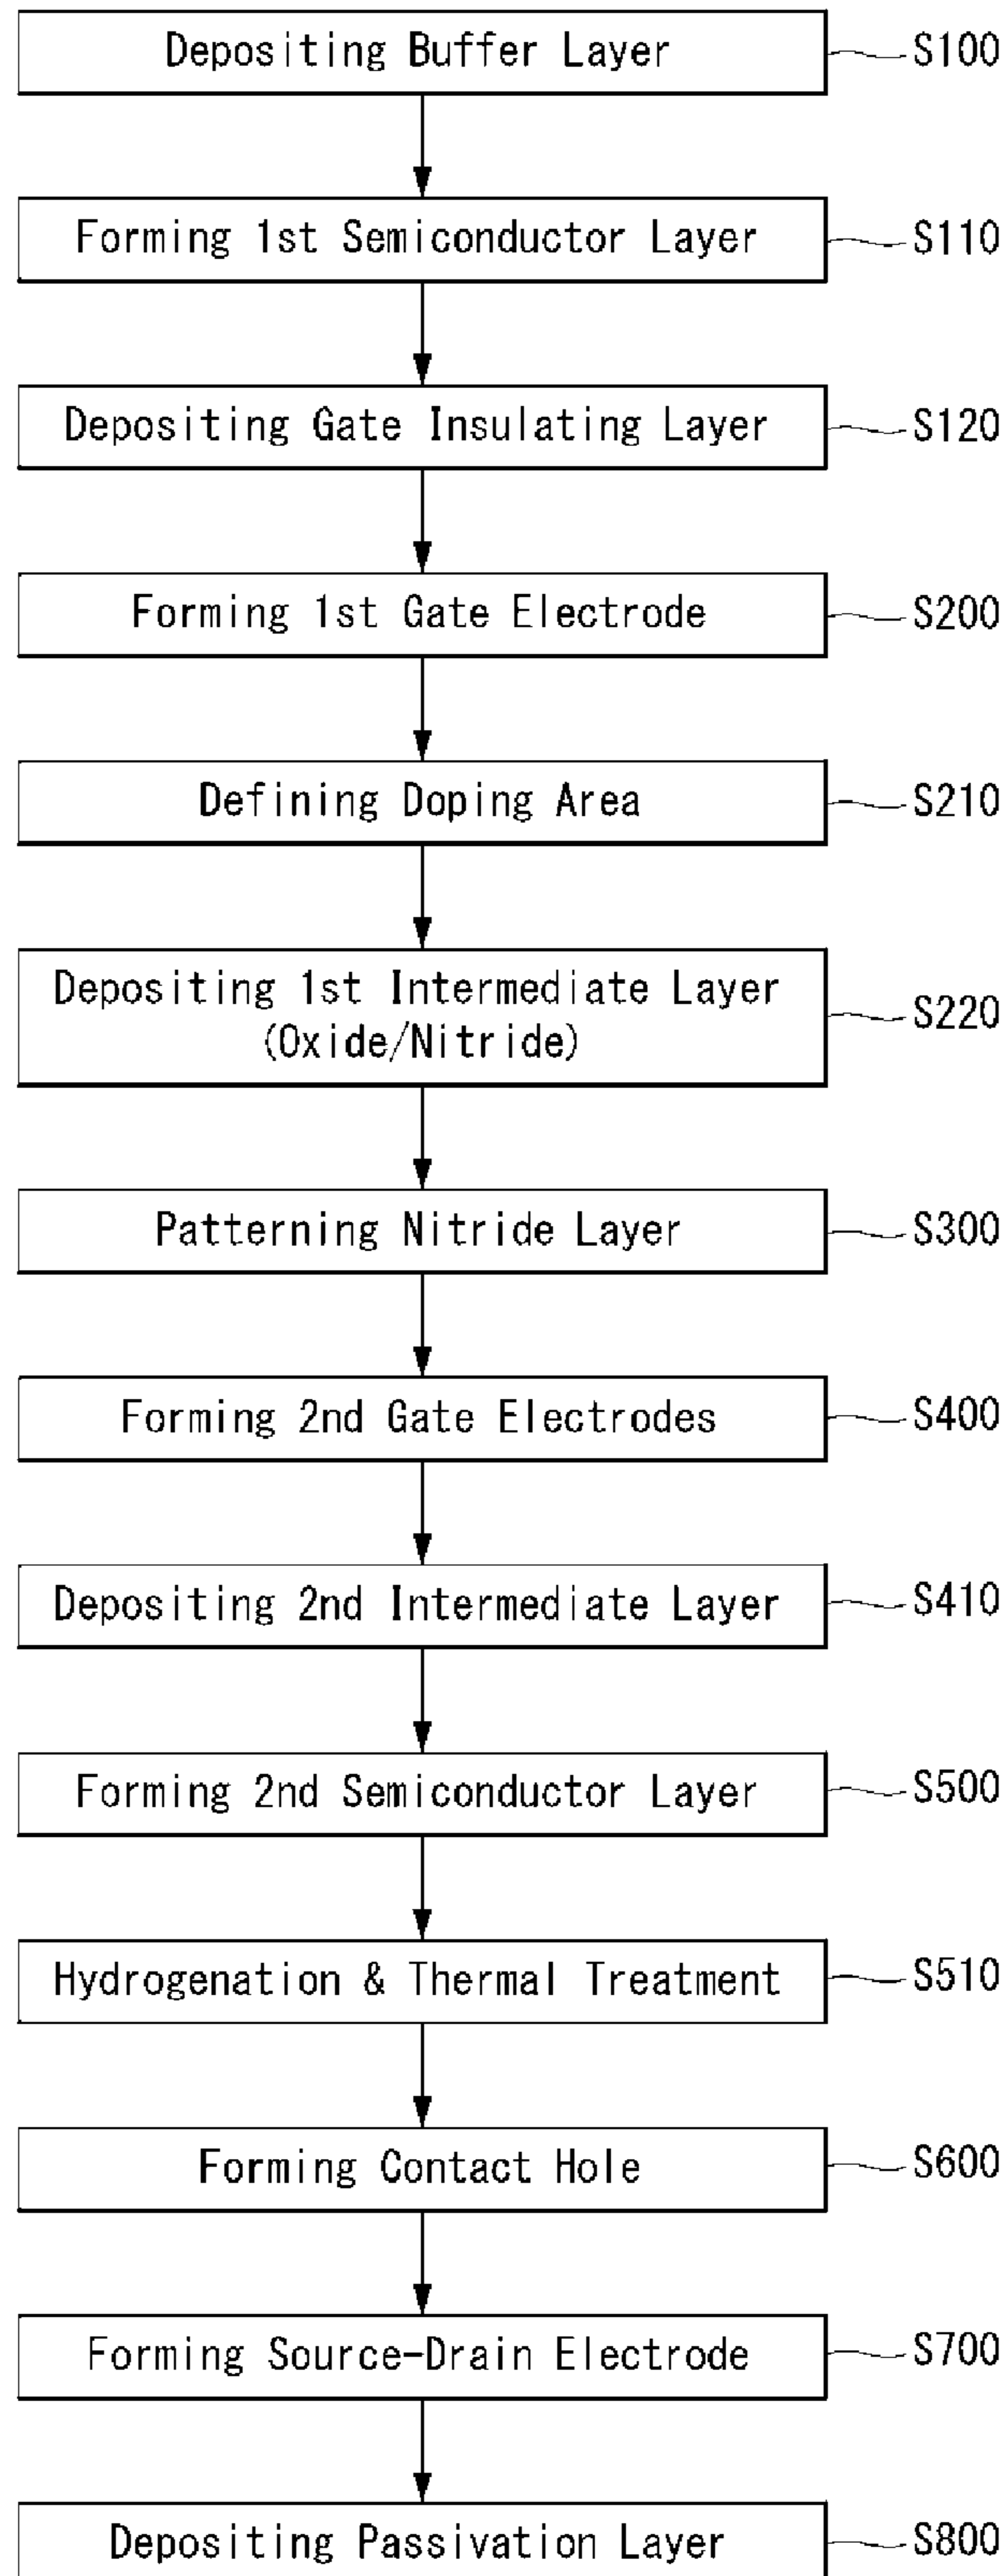 Depositing Buffer Layer S100
Forming 1st Semiconductor Layer S110
Depositing Gate Insulating Layer S120
Forming 1st Gate Electrode S200
Defining Doping Area S210
Depositing 1st Intermediate Layer
(Oxide/Nitride) S220
Patterning Nitride Layer S300
Forming 2nd Gate Electrodes S400
Depositing 2nd Intermediate Layer S410
Forming 2nd Semiconductor Layer S500
Hydrogenation & Thermal Treatment S510
Forming Contact Hole S600
Forming Source-Drain Electrode S700
Depositing Passivation Layer S800